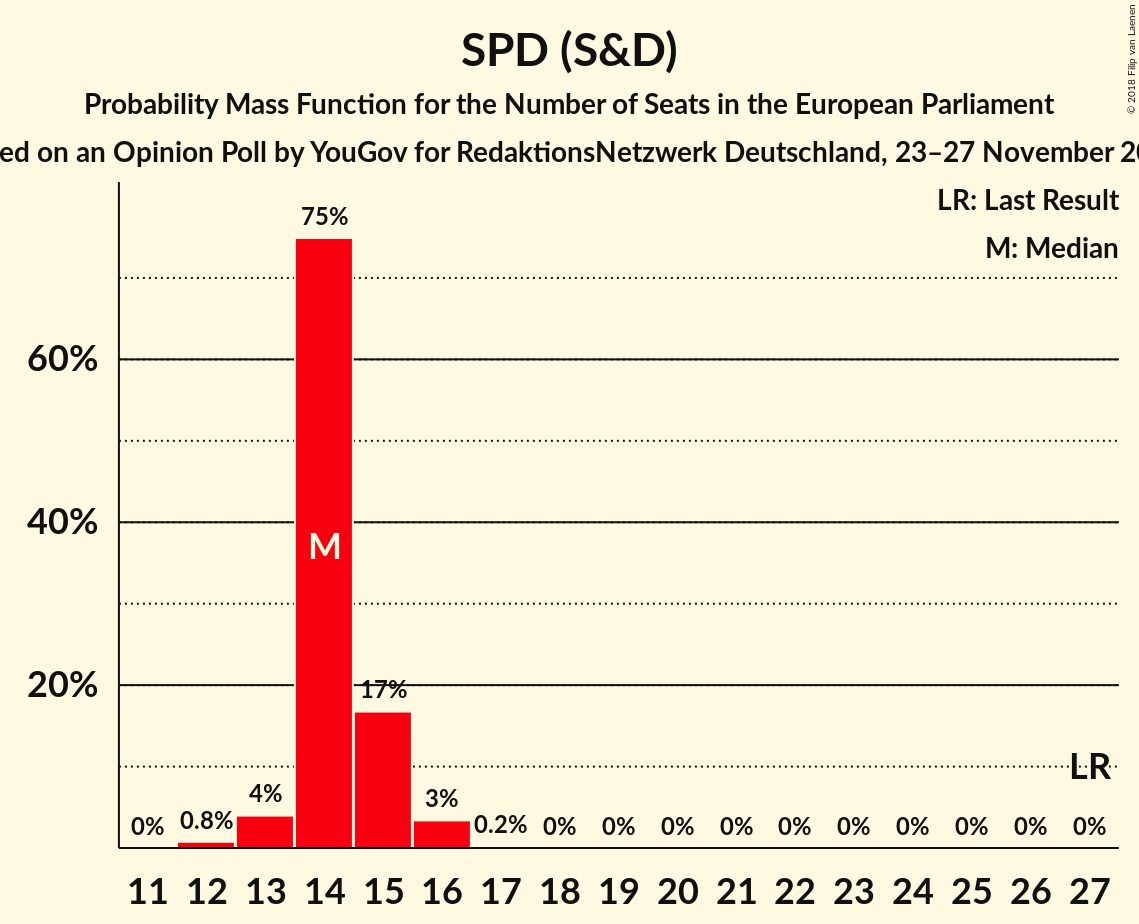 SPD (S&D)
Probability Mass Function for the Number of Seats in the European Parliament
ed on an Opinion Poll by YouGov for RedaktionsNetzwerk Deutschland, 23–27 November 20
© 2018 Filip van Laenen
LR: Last Result
M: Median
75%
60%
40%
M
20%
17%
LR
4%
3%
0% 0.8% 0.2% 0% 0% 0% 0% 0% 0% 0% 0% 0% 0%
11 12 13 14 15 16 17 18 19 20 21 22 23 24 25 26 27